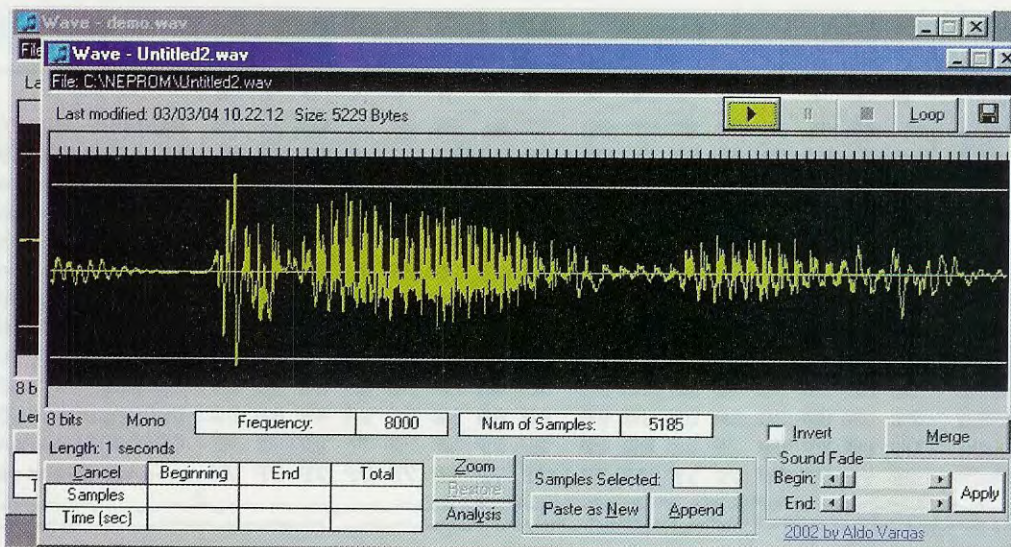 Wave - demo.wav
Wave - Untitled2.wav
File: C:\NEPROM\Untitled2.wav
Last modified: 03/03/04 10.22.12 Size: 5229 Bytes
Loop
8 bits Mono Frequency: 8000 Num of Samples: 5185
Invert
Merge
Length: 1 seconds
Cancel Beginning End Total
Samples
Time (sec)
Zoom
Restore
Analysis
Samples Selected:
Paste as New Append
Sound Fade
Begin:
End:
Apply
2002 by Aldo Vargas